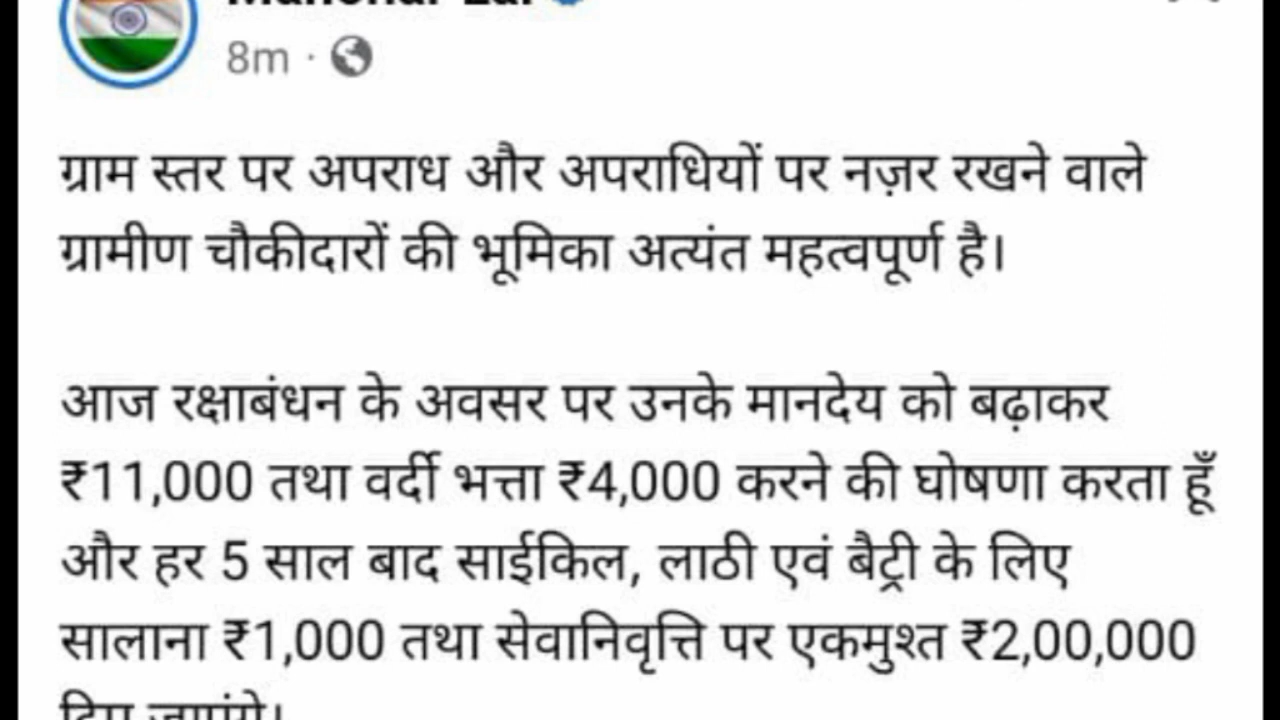 Manohar Lal
8m ·
ग्राम स्तर पर अपराध और अपराधियों पर नज़र रखने वाले
ग्रामीण चौकीदारों की भूमिका अत्यंत महत्वपूर्ण है।
आज रक्षाबंधन के अवसर पर उनके मानदेय को बढ़ाकर
₹11,000 तथा वर्दी भत्ता ₹4,000 करने की घोषणा करता हूँ
और हर 5 साल बाद साईकिल, लाठी एवं बैट्री के लिए
सालाना ₹1,000 तथा सेवानिवृत्ति पर एकमुश्त ₹2,00,000
दिए जाएंगे।